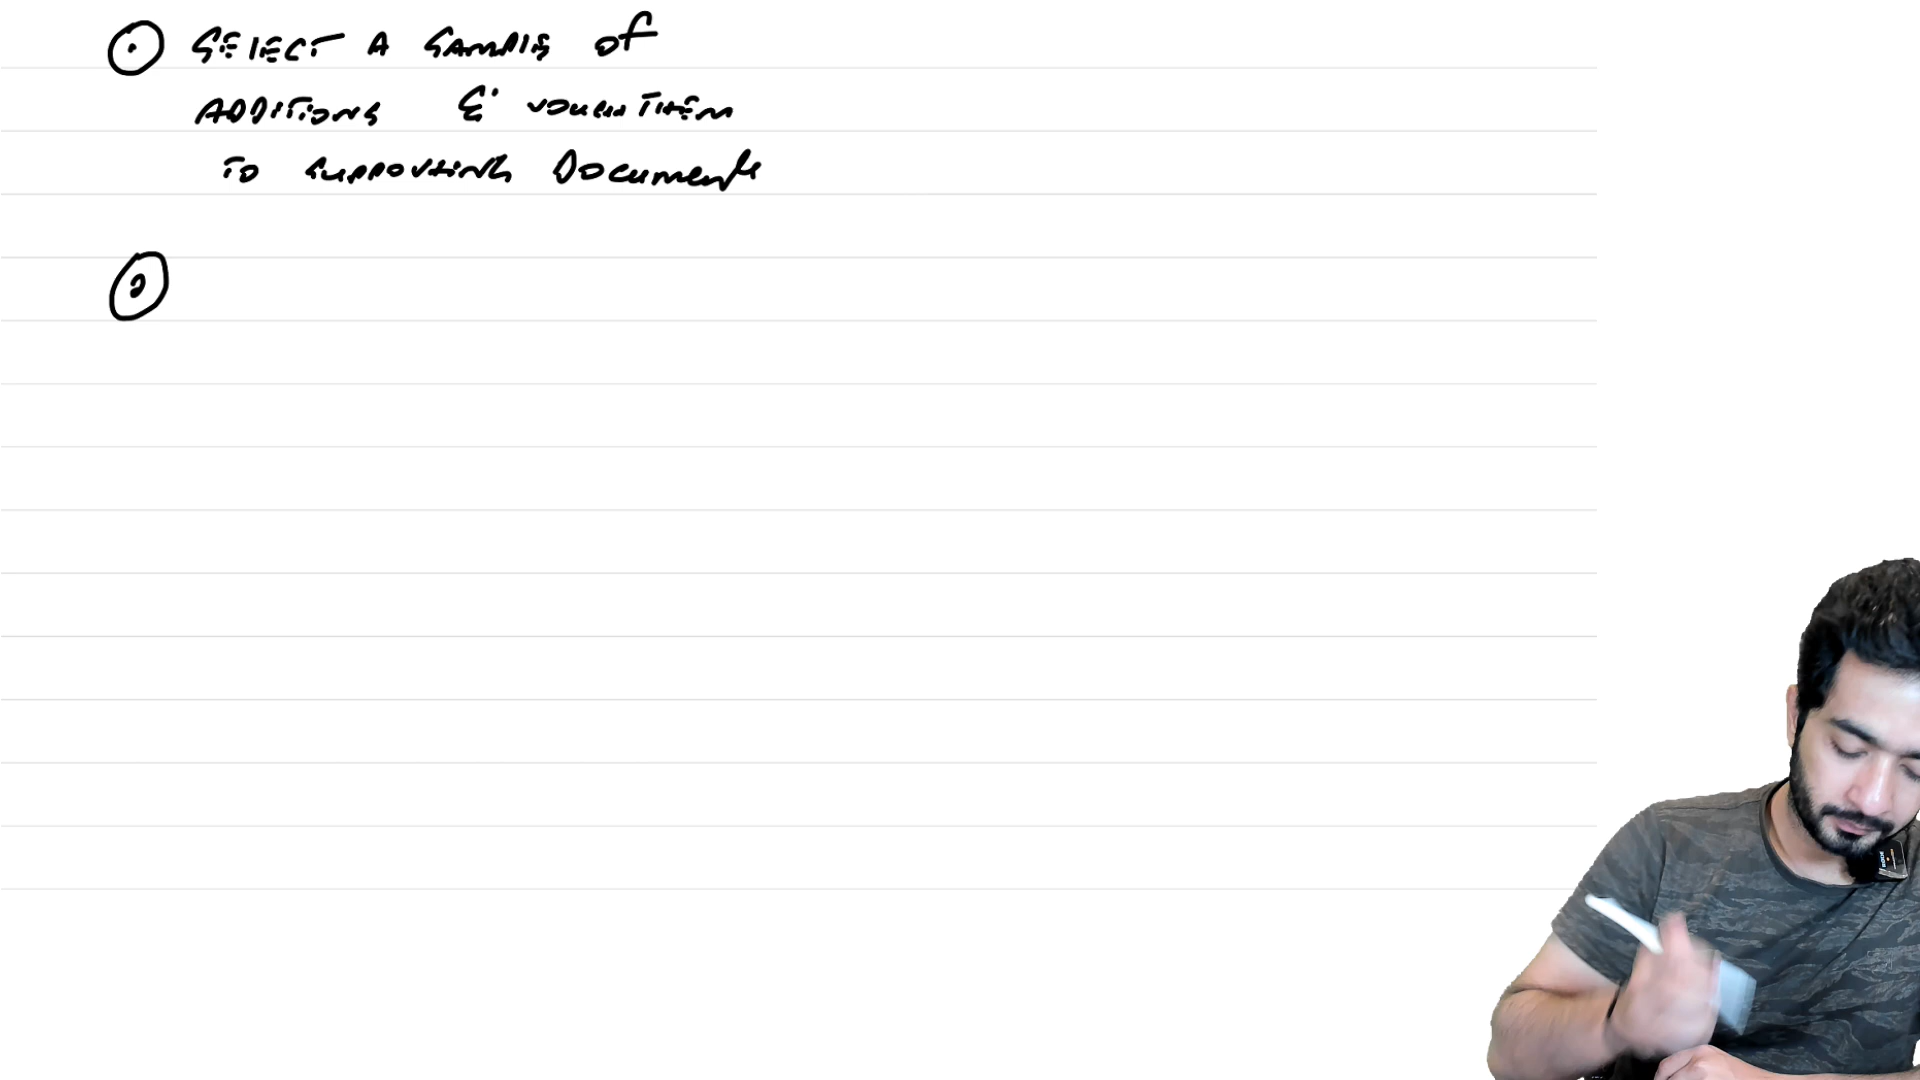 ① SELECT A SAMPLE of
ADDITIONS & VOUCH THEM
TO SUPPORTING DOCUMENTS
②